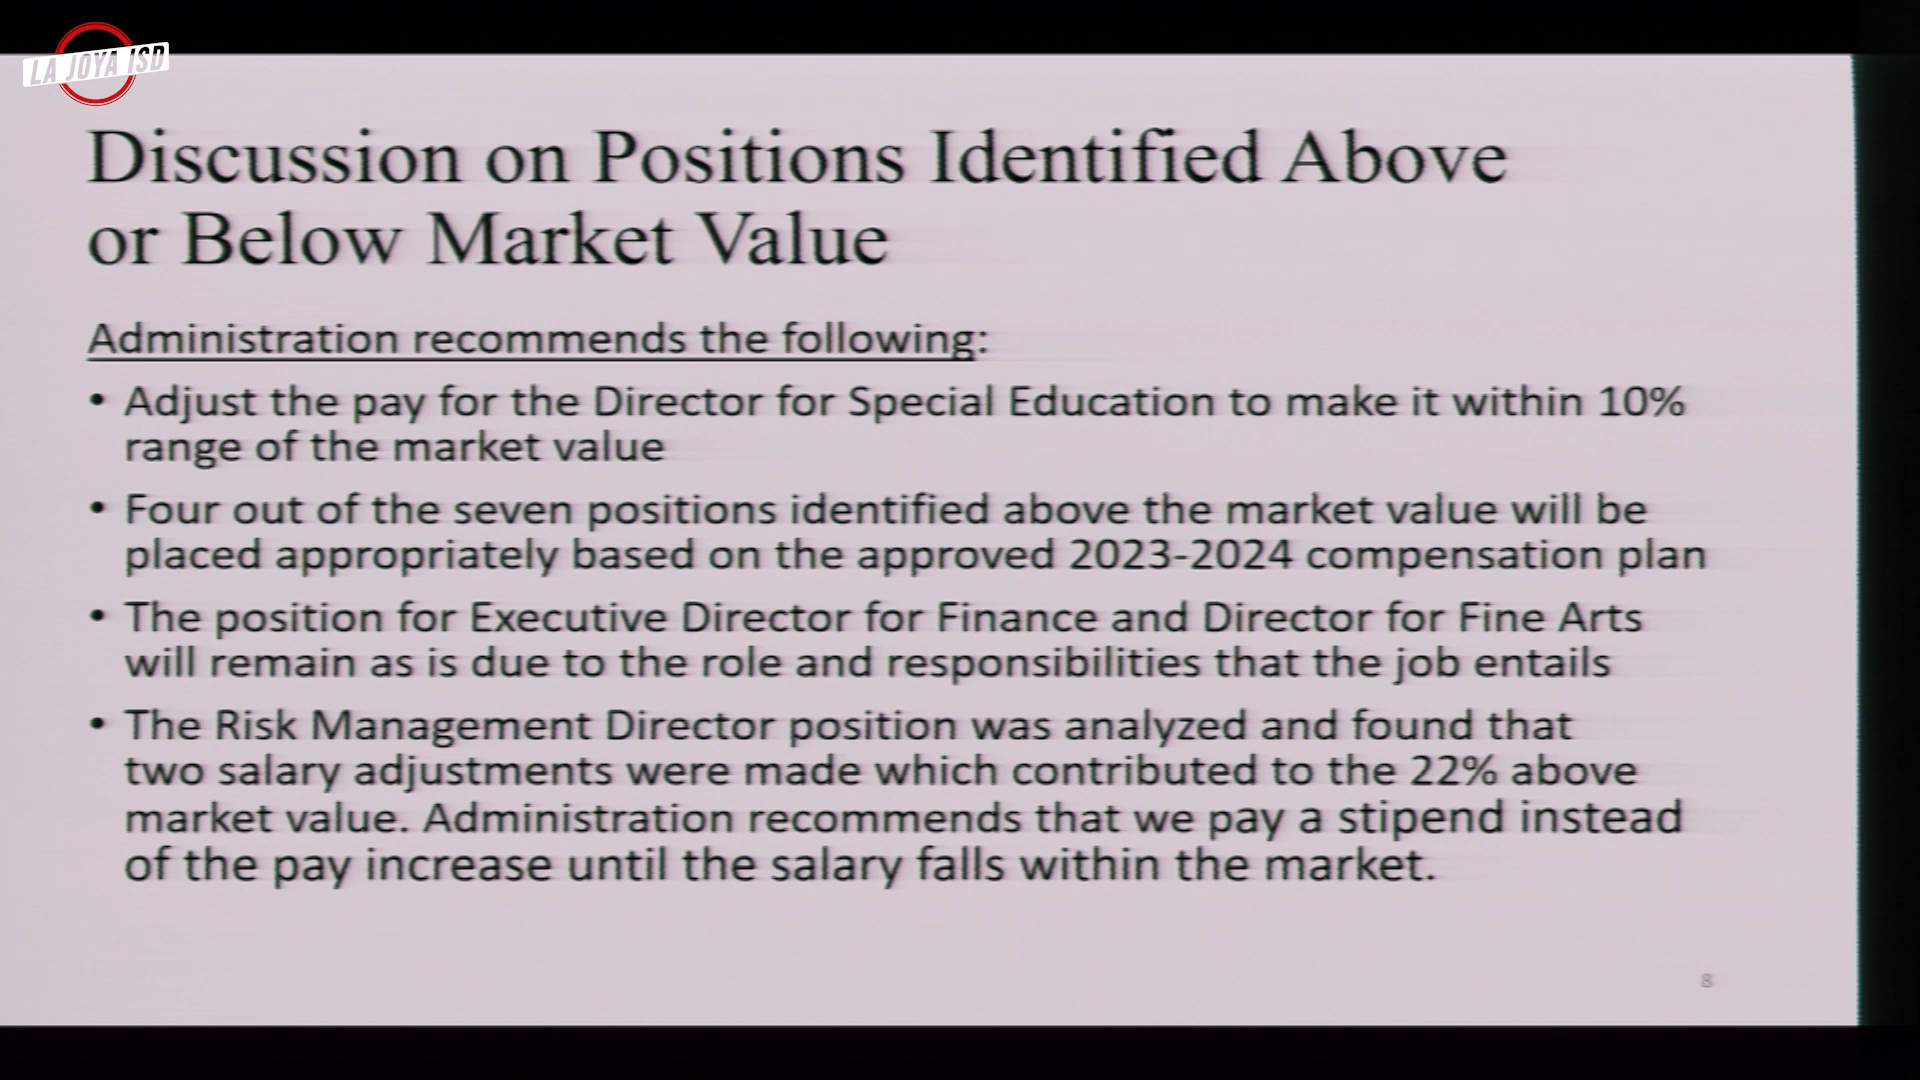 LA JOYA ISD
Discussion on Positions Identified Above
or Below Market Value
Administration recommends the following:
• Adjust the pay for the Director for Special Education to make it within 10%
range of the market value
• Four out of the seven positions identified above the market value will be
placed appropriately based on the approved 2023-2024 compensation plan
• The position for Executive Director for Finance and Director for Fine Arts
will remain as is due to the role and responsibilities that the job entails
• The Risk Management Director position was analyzed and found that
two salary adjustments were made which contributed to the 22% above
market value. Administration recommends that we pay a stipend instead
of the pay increase until the salary falls within the market.
8